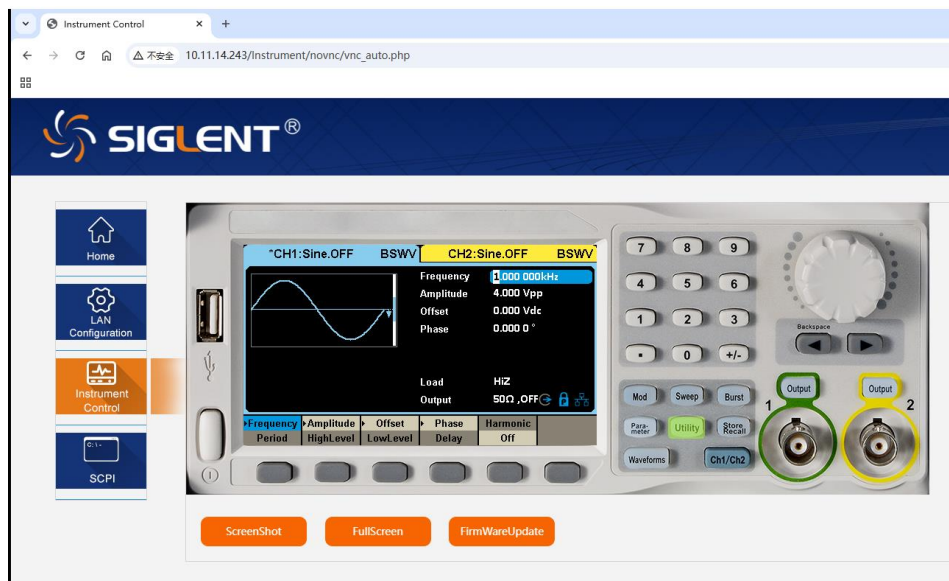 Instrument Control
不安全 10.11.14.243/Instrument/novnc/vnc_auto.php
SIGLENT®
Home
LAN
Configuration
Instrument
Control
C:\-
SCPI
*CH1:Sine.OFF BSWV CH2:Sine.OFF BSWV
Frequency 1.000 000kHz
Amplitude 4.000 Vpp
Offset 0.000 Vdc
Phase 0.000 0 °
Load HiZ
Output 50Ω ,OFF
Frequency Amplitude Offset Phase Harmonic
Period HighLevel LowLevel Delay Off
7 8 9
4 5 6
1 2 3
. 0 +/-
Backspace
Mod Sweep Burst
Para-
meter Utility Store
Recall
Waveforms Ch1/Ch2
Output Output
1 2
ScreenShot FullScreen FirmWareUpdate